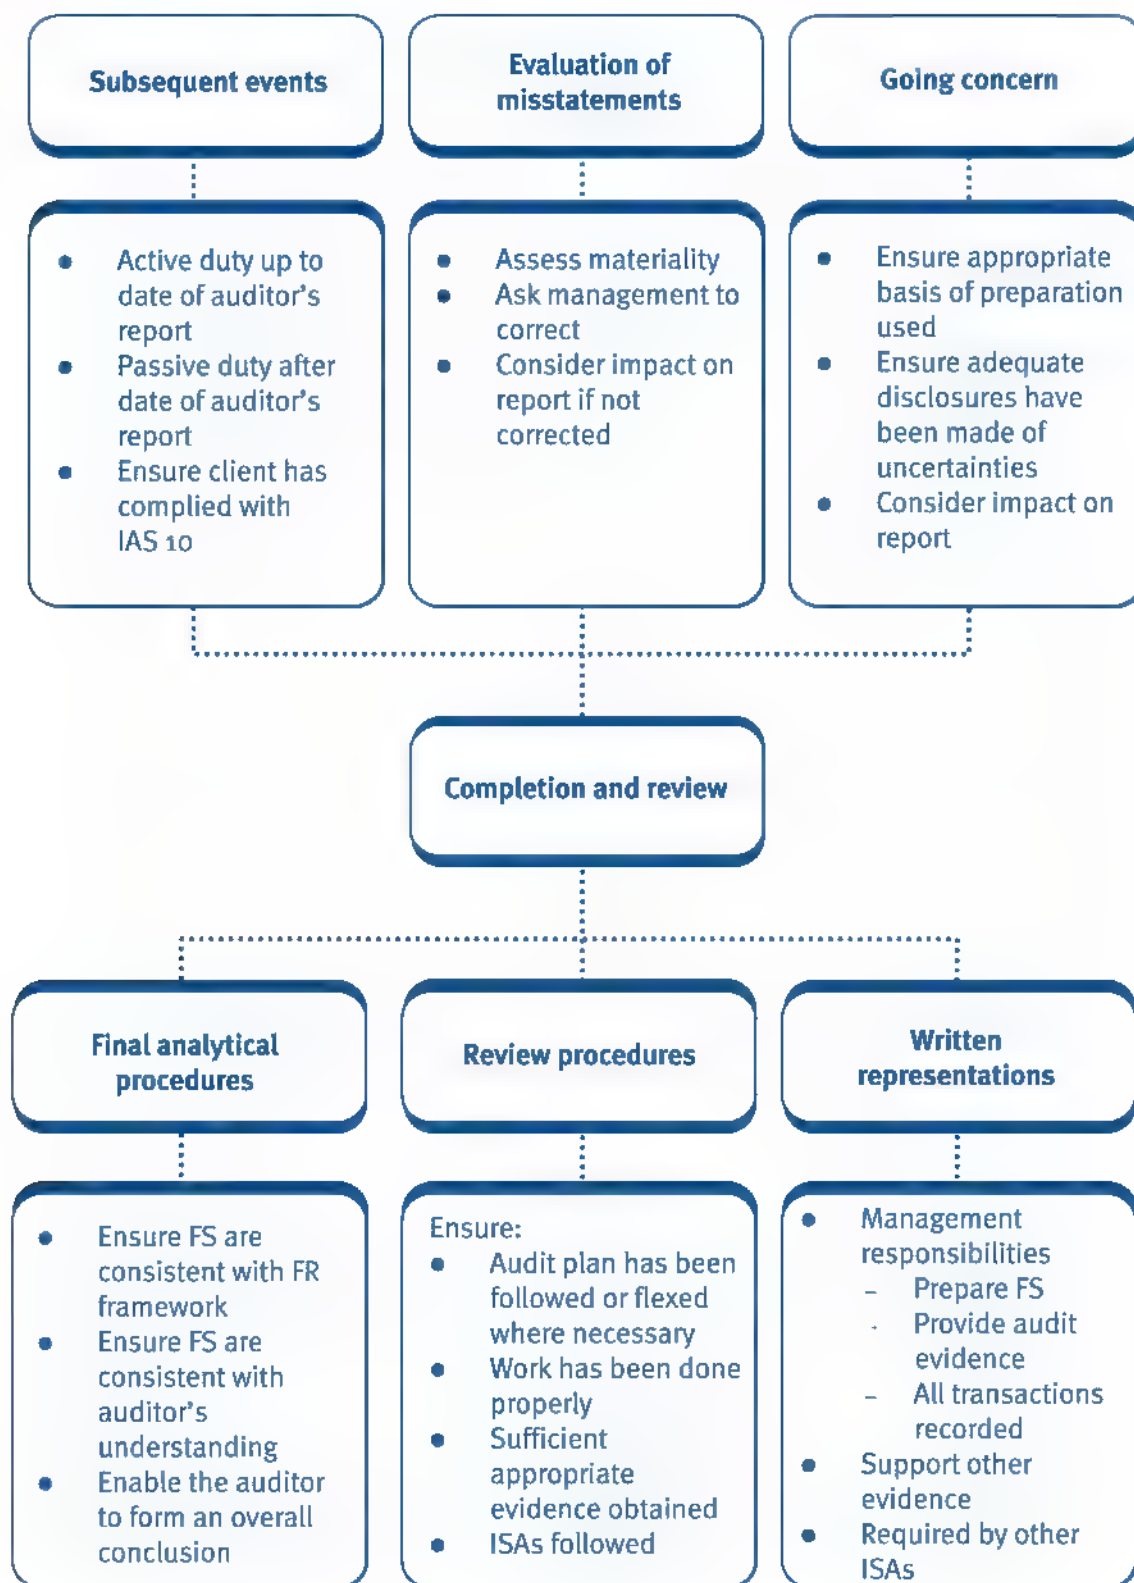 Subsequent events
Evaluation of
misstatements
Going concern
● Active duty up to
date of auditor's
report
● Passive duty after
date of auditor's
report
● Ensure client has
complied with
IAS 10
● Assess materiality
● Ask management to
correct
● Consider impact on
report if not
corrected
● Ensure appropriate
basis of preparation
used
● Ensure adequate
disclosures have
been made of
uncertainties
● Consider impact on
report
Completion and review
Final analytical
procedures
Review procedures
Written
representations
● Ensure FS are
consistent with FR
framework
● Ensure FS are
consistent with
auditor's
understanding
● Enable the auditor
to form an overall
conclusion
Ensure:
● Audit plan has been
followed or flexed
where necessary
● Work has been done
properly
● Sufficient
appropriate
evidence obtained
● ISAs followed
● Management
responsibilities
– Prepare FS
- Provide audit
evidence
– All transactions
recorded
● Support other
evidence
● Required by other
ISAs